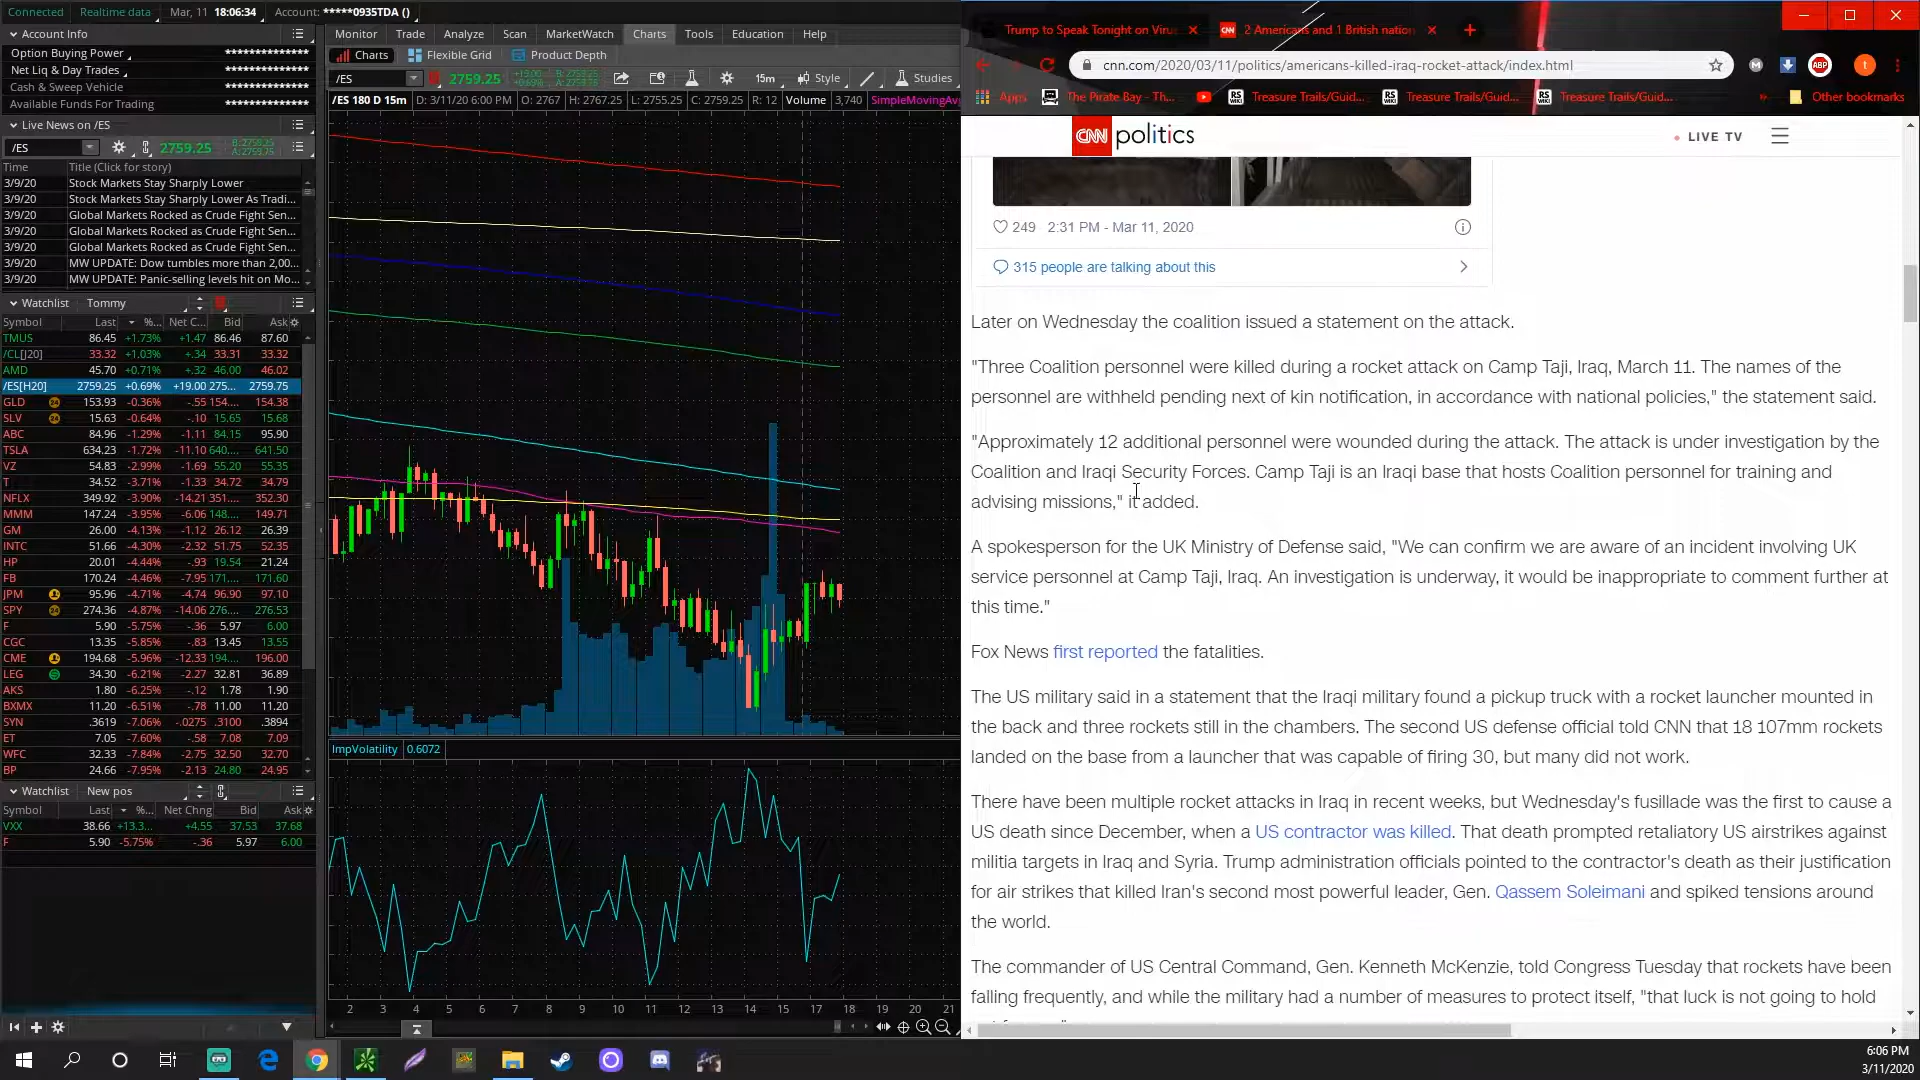 Connected Realtime data Mar, 11 18:06:34 Account: *****0935TDA ()
Account Info
Option Buying Power **************
Net Liq & Day Trades **************
Cash & Sweep Vehicle **************
Available Funds For Trading **************
Live News on /ES
/ES 2759.25 B: 2759.25
A: 2759.75
Time Title (Click for story)
3/9/20 Stock Markets Stay Sharply Lower
3/9/20 Stock Markets Stay Sharply Lower As Tradi...
3/9/20 Global Markets Rocked as Crude Fight Sen...
3/9/20 Global Markets Rocked as Crude Fight Sen...
3/9/20 Global Markets Rocked as Crude Fight Sen...
3/9/20 MW UPDATE: Dow tumbles more than 2,00...
3/9/20 MW UPDATE: Panic-selling levels hit on Mo...
Watchlist Tommy
Symbol Last %... Net C... Bid Ask
TMUS 86.45 +1.73% +1.47 86.46 87.60
/CL[J20] 33.32 +1.03% +.34 33.31 33.32
AMD 45.70 +0.71% +.32 46.00 46.02
/ES[H20] 2759.25 +0.69% +19.00 275... 2759.75
GLD 153.93 -0.36% -.55 154.... 154.38
SLV 15.63 -0.64% -.10 15.65 15.68
ABC 84.96 -1.29% -1.11 84.15 95.90
TSLA 634.23 -1.72% -11.10 640.... 641.50
VZ 54.83 -2.99% -1.69 55.20 55.35
T 34.52 -3.71% -1.33 34.72 34.79
NFLX 349.92 -3.90% -14.21 351.... 352.30
MMM 147.24 -3.95% -6.06 148.... 149.71
GM 26.00 -4.13% -1.12 26.12 26.39
INTC 51.66 -4.30% -2.32 51.75 52.35
HP 20.01 -4.44% -.93 19.54 21.24
FB 170.24 -4.46% -7.95 171.... 171.60
JPM 95.96 -4.71% -4.74 96.90 97.10
SPY 274.36 -4.87% -14.06 276.... 276.53
F 5.90 -5.75% -.36 5.97 6.00
CGC 13.35 -5.85% -.83 13.45 13.55
CME 194.68 -5.96% -12.33 194.... 196.00
LEG 34.30 -6.21% -2.27 32.81 36.89
AKS 1.80 -6.25% -.12 1.78 1.90
BXMX 11.20 -6.51% -.78 11.00 11.20
SYN .3619 -7.06% -.0275 .3100 .3894
ET 7.05 -7.60% -.58 7.08 7.09
WFC 32.33 -7.84% -2.75 32.50 32.70
BP 24.66 -7.95% -2.13 24.80 24.95
Watchlist New pos
Symbol Last %... Net Chng Bid Ask
VXX 38.66 +13.3... +4.55 37.53 37.68
F 5.90 -5.75% -.36 5.97 6.00
Monitor Trade Analyze Scan MarketWatch Charts Tools Education Help
Charts Flexible Grid Product Depth
/ES 2759.25 +19.00 +0.69% 15m Style Studies
/ES 180 D 15m D: 3/11/20 6:00 PM O: 2767 H: 2767.25 L: 2755.25 C: 2759.25 R: 12 Volume 3,740 SimpleMovingAv
ImpVolatility 0.6072
2 3 4 5 6 7 8 9 10 11 12 13 14 15 16 17 18 19 20 21
Trump to Speak Tonight on Viru 2 Americans and 1 British nation
cnn.com/2020/03/11/politics/americans-killed-iraq-rocket-attack/index.html
Apps The Pirate Bay - Th... Treasure Trails/Guid... Treasure Trails/Guid... Treasure Trails/Guid... Other bookmarks
CNN politics LIVE TV
249 2:31 PM - Mar 11, 2020
315 people are talking about this
Later on Wednesday the coalition issued a statement on the attack.
"Three Coalition personnel were killed during a rocket attack on Camp Taji, Iraq, March 11. The names of the
personnel are withheld pending next of kin notification, in accordance with national policies," the statement said.
"Approximately 12 additional personnel were wounded during the attack. The attack is under investigation by the
Coalition and Iraqi Security Forces. Camp Taji is an Iraqi base that hosts Coalition personnel for training and
advising missions," it added.
A spokesperson for the UK Ministry of Defense said, "We can confirm we are aware of an incident involving UK
service personnel at Camp Taji, Iraq. An investigation is underway, it would be inappropriate to comment further at
this time."
Fox News first reported the fatalities.
The US military said in a statement that the Iraqi military found a pickup truck with a rocket launcher mounted in
the back and three rockets still in the chambers. The second US defense official told CNN that 18 107mm rockets
landed on the base from a launcher that was capable of firing 30, but many did not work.
There have been multiple rocket attacks in Iraq in recent weeks, but Wednesday's fusillade was the first to cause a
US death since December, when a US contractor was killed. That death prompted retaliatory US airstrikes against
militia targets in Iraq and Syria. Trump administration officials pointed to the contractor's death as their justification
for air strikes that killed Iran's second most powerful leader, Gen. Qassem Soleimani and spiked tensions around
the world.
The commander of US Central Command, Gen. Kenneth McKenzie, told Congress Tuesday that rockets have been
falling frequently, and while the military had a number of measures to protect itself, "that luck is not going to hold
6:06 PM
3/11/2020